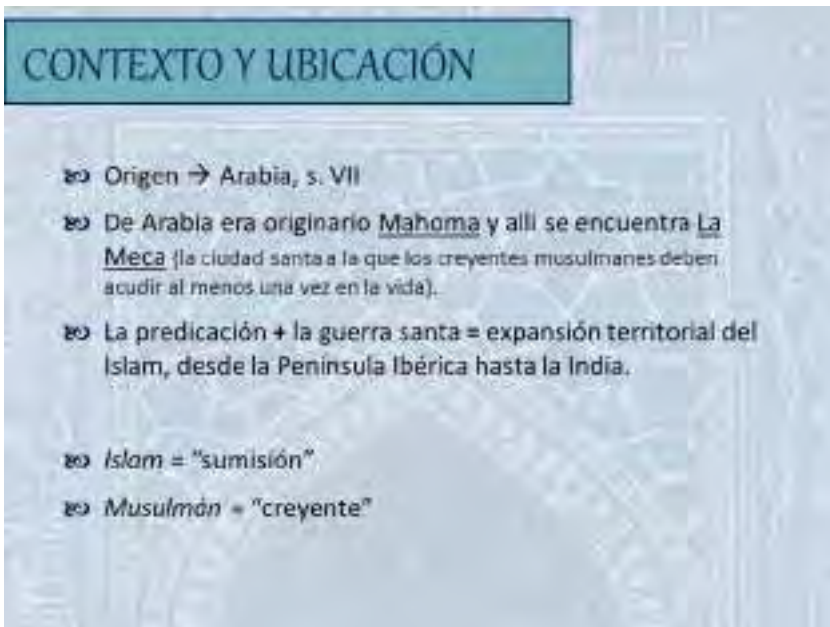 CONTEXTO Y UBICACIÓN
Origen → Arabia, s. VII
De Arabia era originario Mahoma y allí se encuentra La
Meca (la ciudad santa a la que los creyentes musulmanes deben
acudir al menos una vez en la vida).
La predicación + la guerra santa = expansión territorial del
Islam, desde la Península Ibérica hasta la India.
Islam = "sumisión"
Musulmán = "creyente"